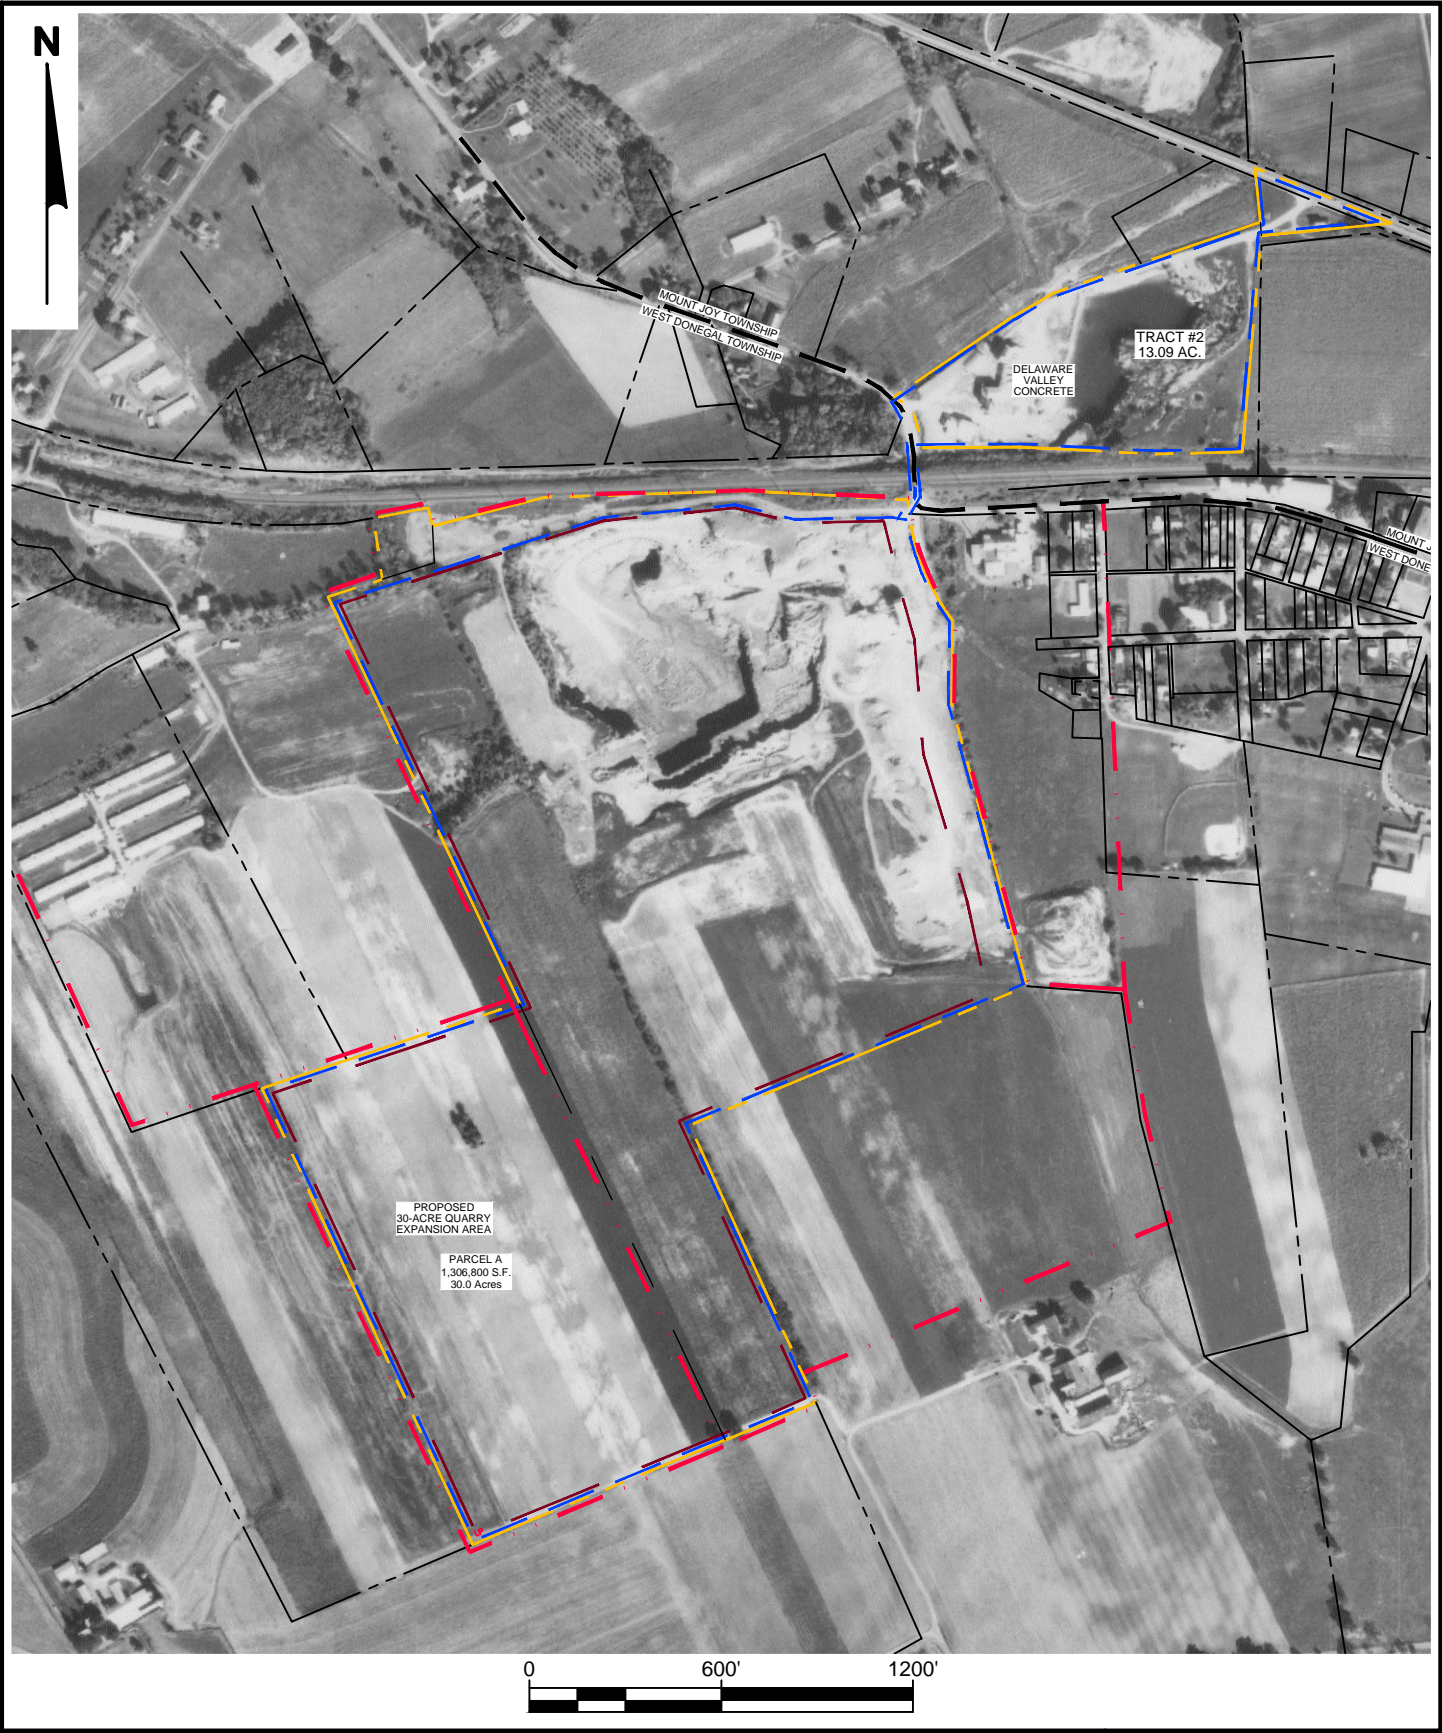 N
MOUNT JOY TOWNSHIP
WEST DONEGAL TOWNSHIP
TRACT #2
13.09 AC.
DELAWARE
VALLEY
CONCRETE
MOUNT J
WEST DONE
PROPOSED
30-ACRE QUARRY
EXPANSION AREA
PARCEL A
1,306,800 S.F.
30.0 Acres
0 600' 1200'